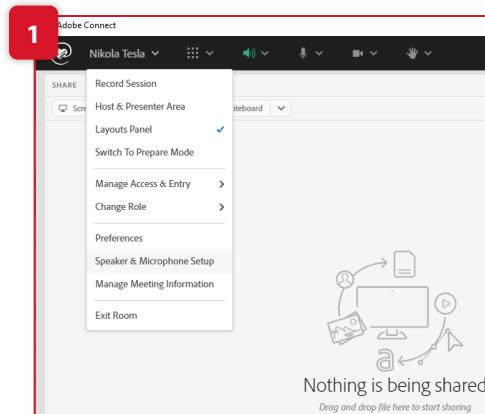 1
Adobe Connect
Nikola Tesla
SHARE
Record Session
Host & Presenter Area
Layouts Panel
Switch To Prepare Mode
Manage Access & Entry
Change Role
Preferences
Speaker & Microphone Setup
Manage Meeting Information
Exit Room
Nothing is being shared
Drag and drop file here to start sharing